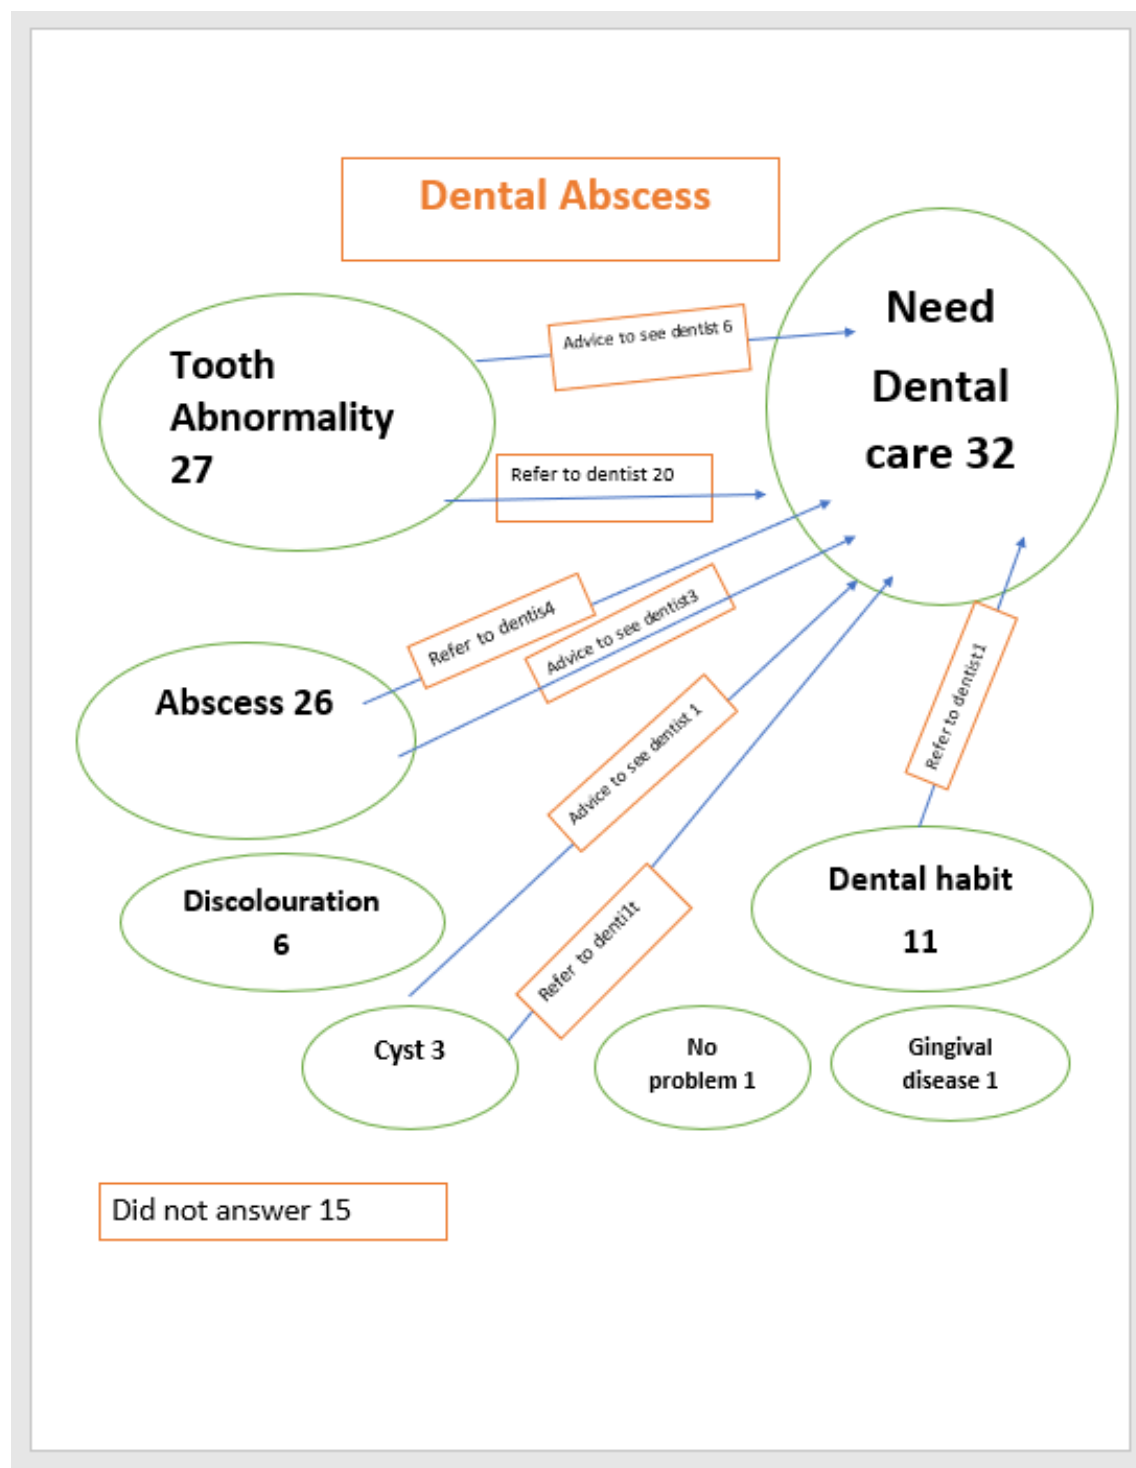 Dental Abscess
Need
Dental
care 32
Advice to see dentist 6
Tooth
Abnormality
27
Refer to dentist 20
Refer to dentis4
Advice to see dentist3
Abscess 26
Advice to see dentist 1
Refer to dentist1
Discolouration
6
Dental habit
11
Refer to denti1t
Cyst 3
No
problem 1
Gingival
disease 1
Did not answer 15